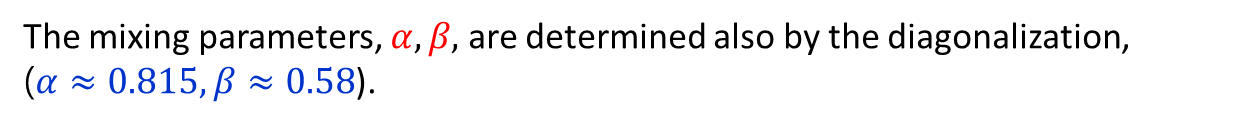 The mixing parameters, α, β, are determined also by the diagonalization,
(α ≈ 0.815, β ≈ 0.58).